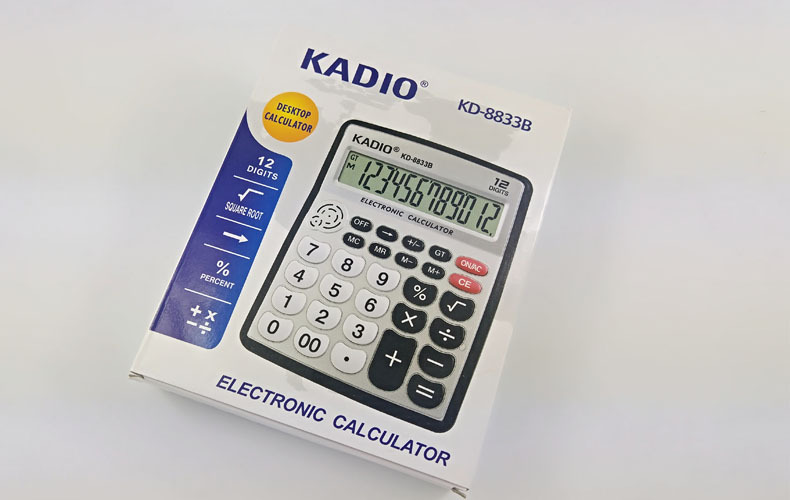 KADIO®
KD-8833B
DESKTOP
CALCULATOR
12
DIGITS
√
SQUARE ROOT
→
%
PERCENT
+ ×
− ÷
KADIO® KD-8833B
GT
M
123456789012
12
DIGITS
ELECTRONIC CALCULATOR
OFF → +/− GT ON/AC
MC MR M− M+ CE
7 8 9 % √
4 5 6 × ÷
1 2 3 + −
0 00 • =
ELECTRONIC CALCULATOR